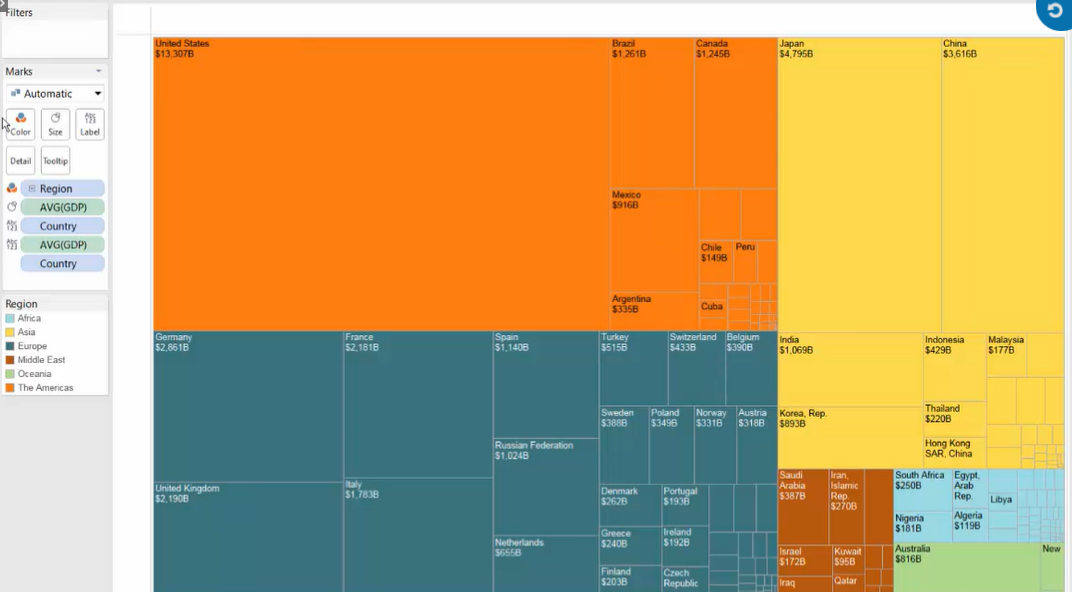 Filters
Marks
Automatic
Color
Size
Abc
123
Label
Detail
Tooltip
Region
AVG(GDP)
Abc
123
Country
Abc
123
AVG(GDP)
Country
Region
Africa
Asia
Europe
Middle East
Oceania
The Americas
United States
$13,307B
Brazil
$1,261B
Canada
$1,245B
Mexico
$916B
Chile
$149B
Peru
Argentina
$335B
Cuba
Japan
$4,795B
China
$3,616B
Germany
$2,861B
France
$2,181B
Spain
$1,140B
Turkey
$515B
Switzerland
$433B
Belgium
$390B
Sweden
$388B
Poland
$349B
Norway
$331B
Austria
$318B
Russian Federation
$1,024B
United Kingdom
$2,190B
Italy
$1,783B
Netherlands
$655B
Denmark
$262B
Portugal
$193B
Greece
$240B
Ireland
$192B
Finland
$203B
Czech
Republic
India
$1,069B
Indonesia
$429B
Malaysia
$177B
Korea, Rep.
$893B
Thailand
$220B
Hong Kong
SAR, China
Saudi
Arabia
$387B
Iran,
Islamic
Rep.
$270B
Israel
$172B
Kuwait
$95B
Iraq
Qatar
South Africa
$250B
Egypt,
Arab
Rep.
Libya
Nigeria
$181B
Algeria
$119B
Australia
$816B
New